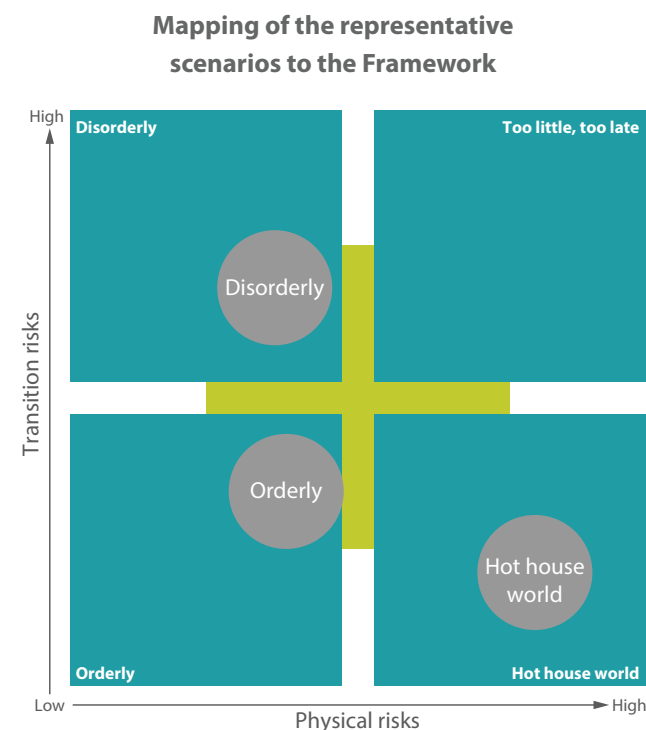 Mapping of the representative
scenarios to the Framework
High
Disorderly
Too little, too late
Disorderly
Transition risks
Orderly
Hot house
world
Orderly
Hot house world
Low
High
Physical risks